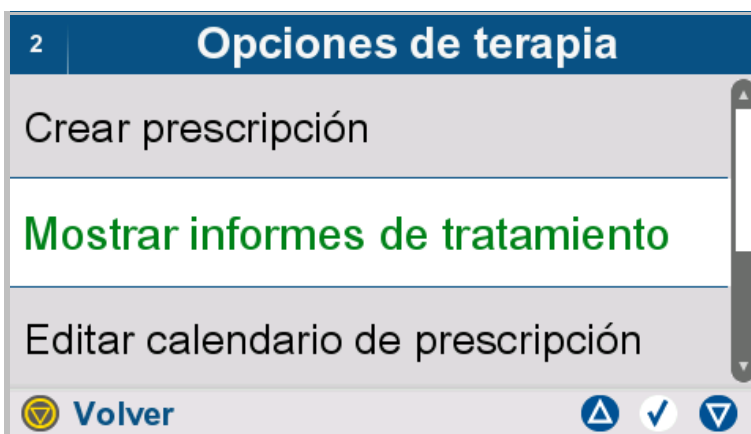 2
Opciones de terapia
Crear prescripción
Mostrar informes de tratamiento
Editar calendario de prescripción
Volver